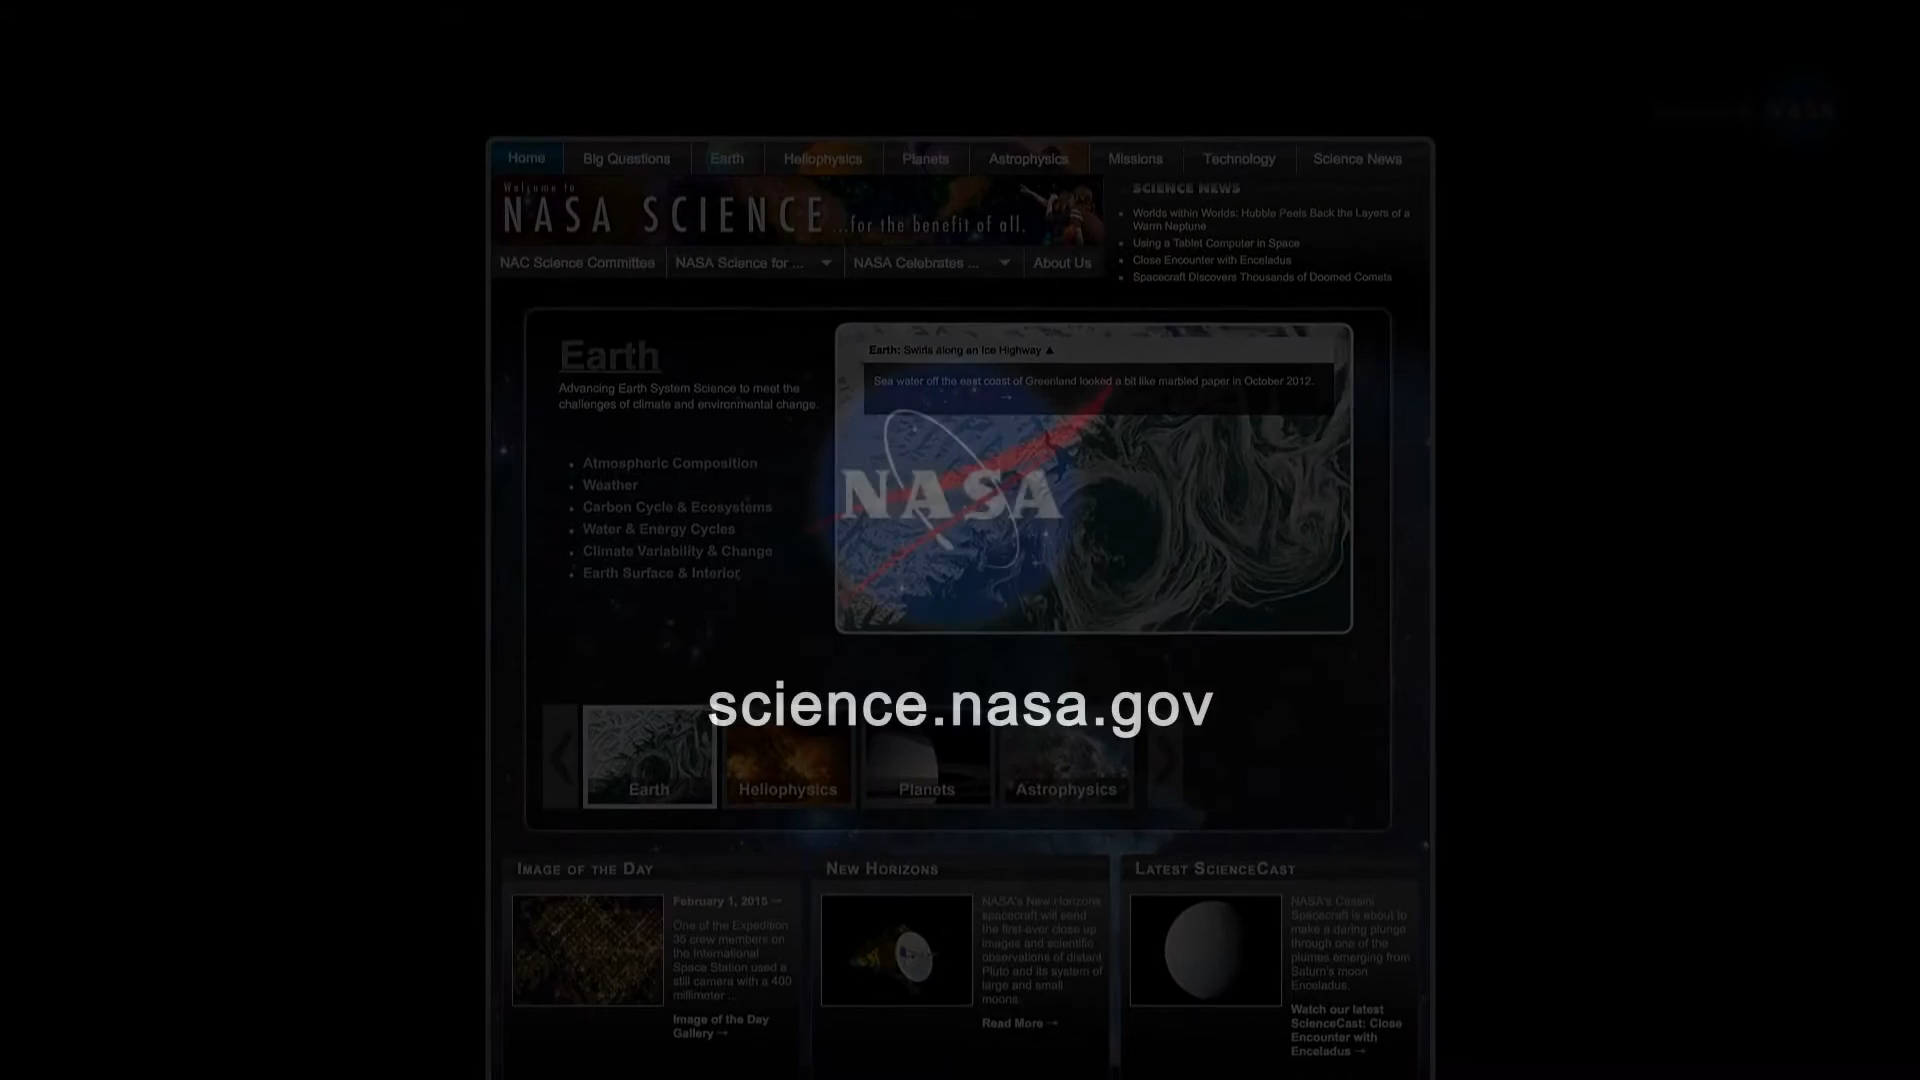 Home Big Questions Earth Heliophysics Planets Astrophysics Missions Technology Science News
Welcome to
NASA SCIENCE ...for the benefit of all.
NAC Science Committee NASA Science for ... NASA Celebrates ... About Us
SCIENCE NEWS
Worlds within Worlds: Hubble Peels Back the Layers of a
Warm Neptune
Using a Tablet Computer in Space
Close Encounter with Enceladus
Spacecraft Discovers Thousands of Doomed Comets
Earth
Advancing Earth System Science to meet the
challenges of climate and environmental change.
Atmospheric Composition
Weather
Carbon Cycle & Ecosystems
Water & Energy Cycles
Climate Variability & Change
Earth Surface & Interior
Earth: Swirls along an Ice Highway ▲
Sea water off the east coast of Greenland looked a bit like marbled paper in October 2012.
→
NASA
science.nasa.gov
Earth Heliophysics Planets Astrophysics
IMAGE OF THE DAY
February 1, 2015 →
One of the Expedition
35 crew members on
the International
Space Station used a
still camera with a 400
millimeter ...
Image of the Day
Gallery →
NEW HORIZONS
NASA's New Horizons
spacecraft will send
the first-ever close up
images and scientific
observations of distant
Pluto and its system of
large and small
moons.
Read More →
LATEST SCIENCECAST
NASA's Cassini
Spacecraft is about to
make a daring plunge
through one of the
plumes emerging from
Saturn's moon
Enceladus.
Watch our latest
ScienceCast: Close
Encounter with
Enceladus →